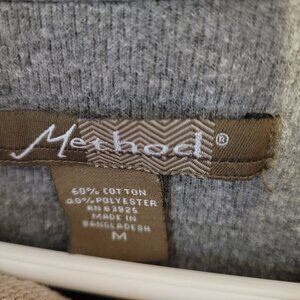 Method®
60% COTTON
40% POLYESTER
RN 63925
MADE IN
BANGLADESH
M